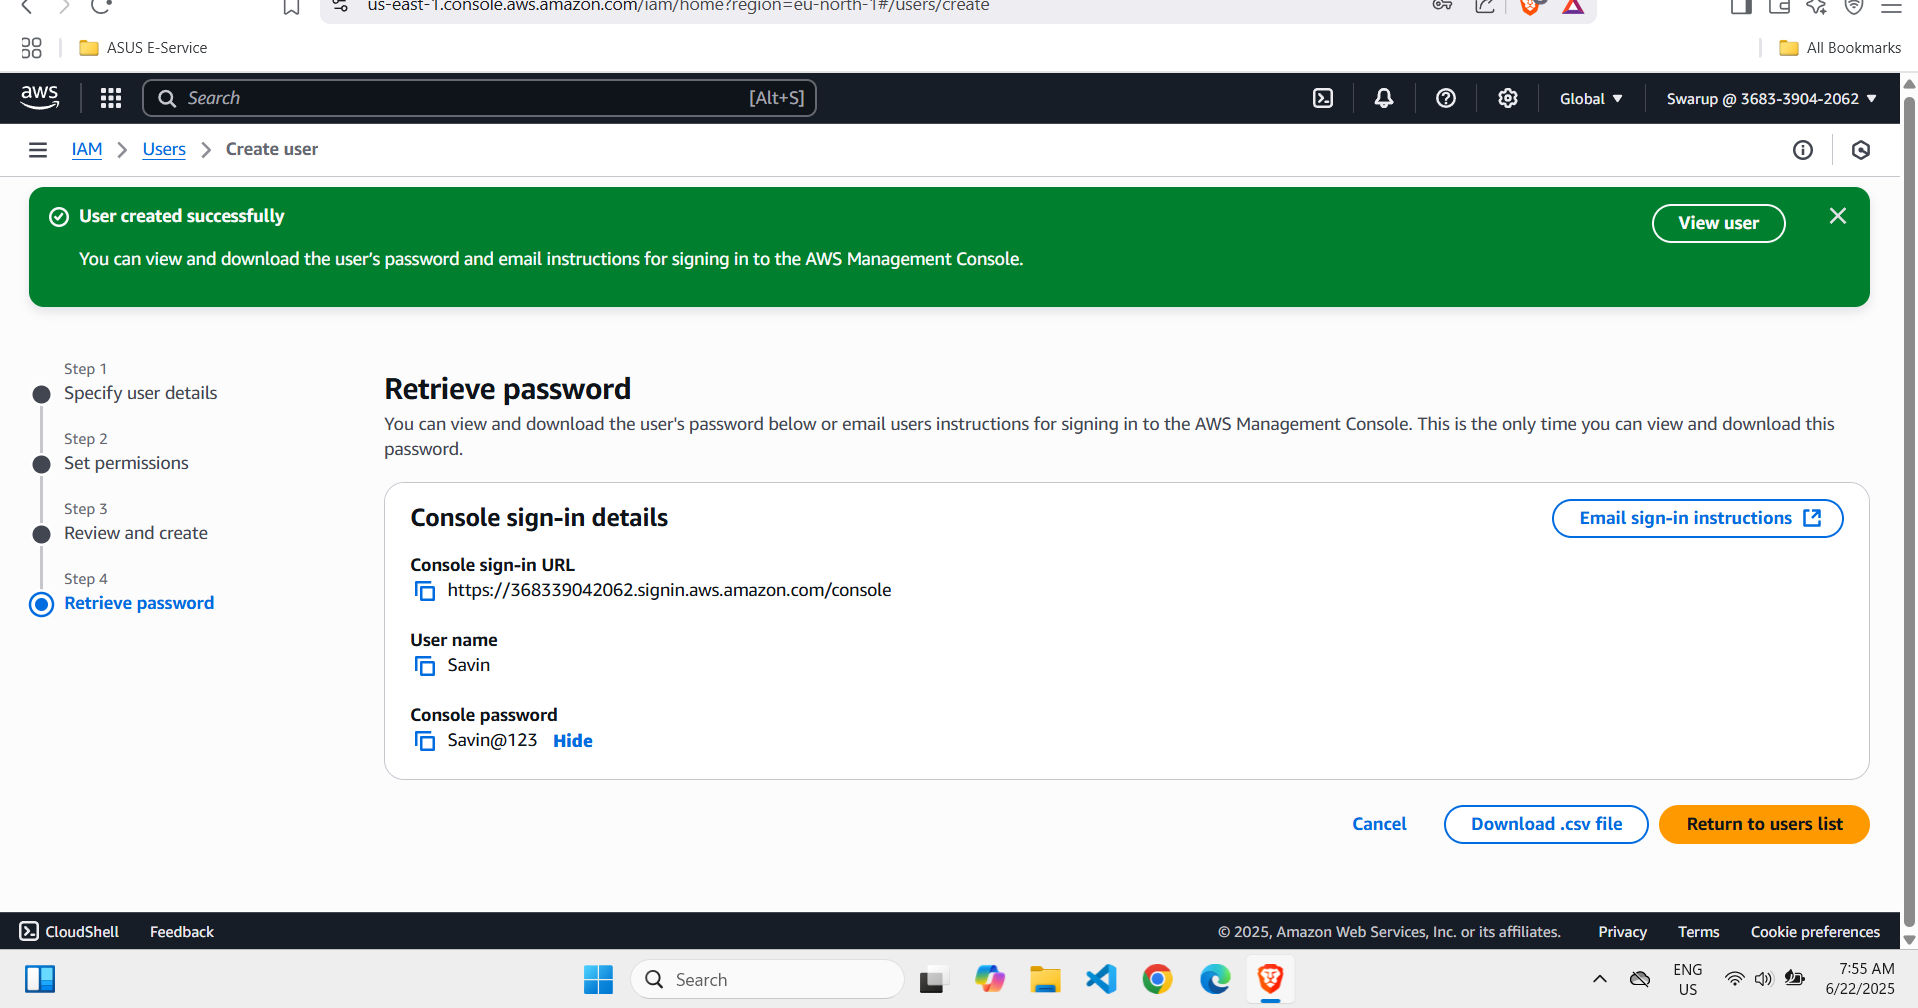 us-east-1.console.aws.amazon.com/iam/home?region=eu-north-1#/users/create
ASUS E-Service
All Bookmarks
aws
Search
[Alt+S]
Global
Swarup @ 3683-3904-2062
IAM
Users
Create user
User created successfully
View user
You can view and download the user's password and email instructions for signing in to the AWS Management Console.
Step 1
Specify user details
Step 2
Set permissions
Step 3
Review and create
Step 4
Retrieve password
Retrieve password
You can view and download the user's password below or email users instructions for signing in to the AWS Management Console. This is the only time you can view and download this
password.
Console sign-in details
Email sign-in instructions
Console sign-in URL
https://368339042062.signin.aws.amazon.com/console
User name
Savin
Console password
Savin@123 Hide
Cancel
Download .csv file
Return to users list
CloudShell
Feedback
© 2025, Amazon Web Services, Inc. or its affiliates.
Privacy
Terms
Cookie preferences
Search
ENG
US
7:55 AM
6/22/2025